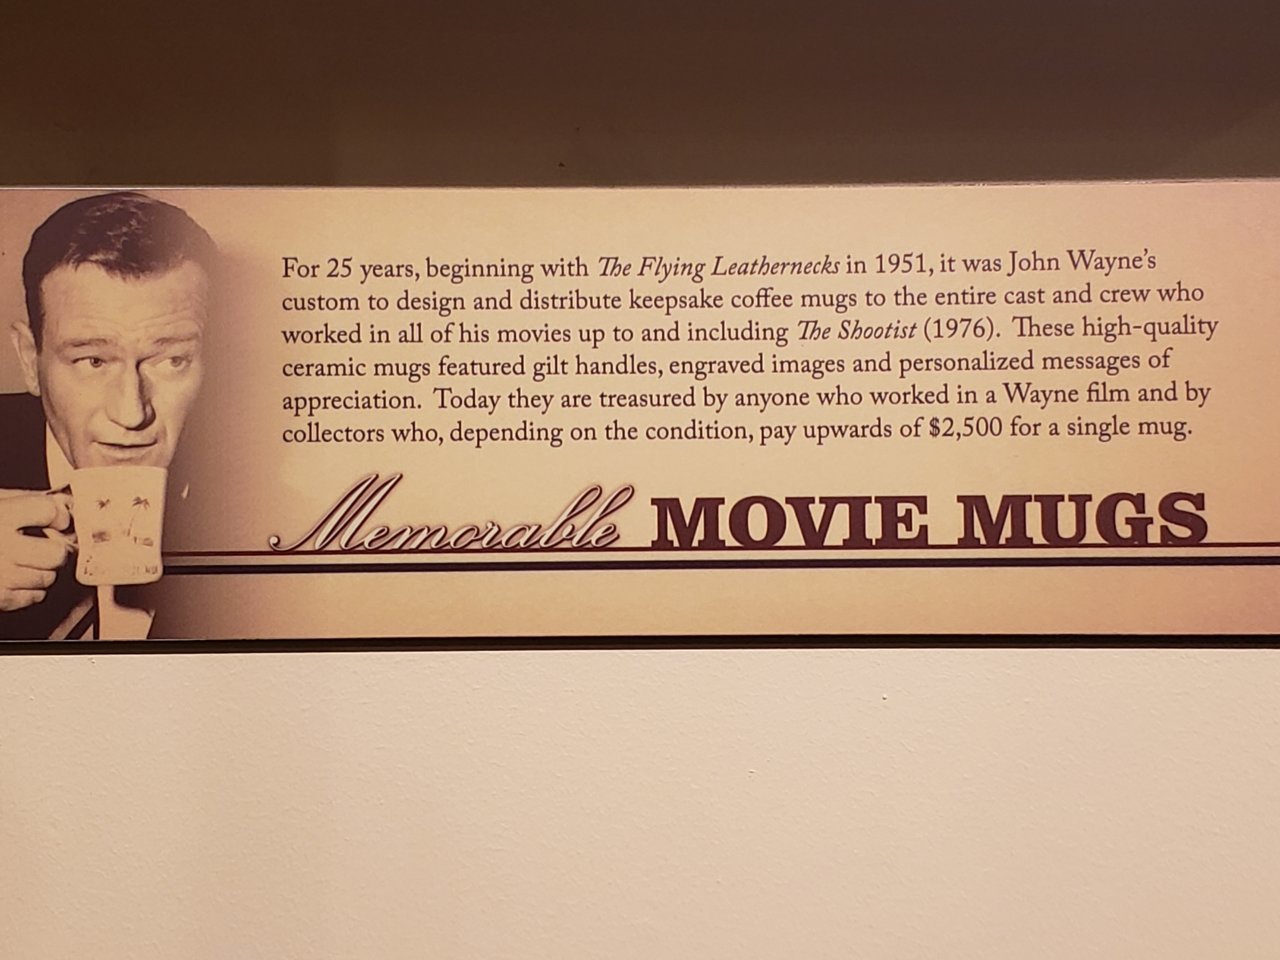 For 25 years, beginning with The Flying Leathernecks in 1951, it was John Wayne's
custom to design and distribute keepsake coffee mugs to the entire cast and crew who
worked in all of his movies up to and including The Shootist (1976). These high-quality
ceramic mugs featured gilt handles, engraved images and personalized messages of
appreciation. Today they are treasured by anyone who worked in a Wayne film and by
collectors who, depending on the condition, pay upwards of $2,500 for a single mug.
Memorable MOVIE MUGS